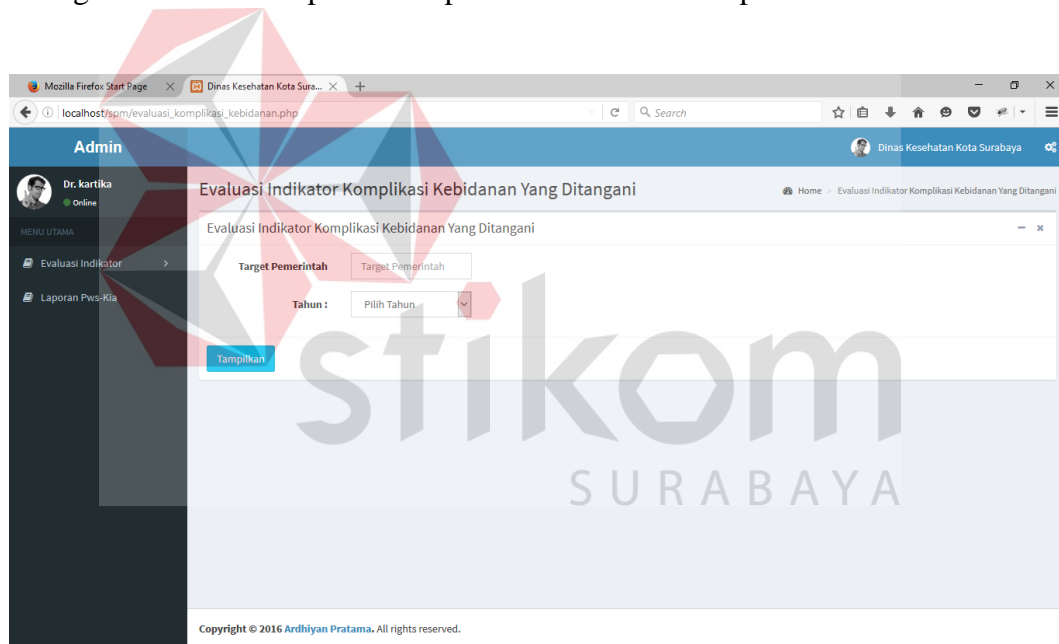 Mozilla Firefox Start Page Dinas Kesehatan Kota Sura...
localhost/spm/evaluasi_komplikasi_kebidanan.php Search
Admin Dinas Kesehatan Kota Surabaya
Dr. kartika
Online
Evaluasi Indikator Komplikasi Kebidanan Yang Ditangani
Home > Evaluasi Indikator Komplikasi Kebidanan Yang Ditangani
MENU UTAMA
Evaluasi Indikator
Laporan Pws-Kia
Evaluasi Indikator Komplikasi Kebidanan Yang Ditangani
Target Pemerintah Target Pemerintah
Tahun : Pilih Tahun
Tampilkan
stikom
SURABAYA
Copyright © 2016 Ardhiyan Pratama. All rights reserved.